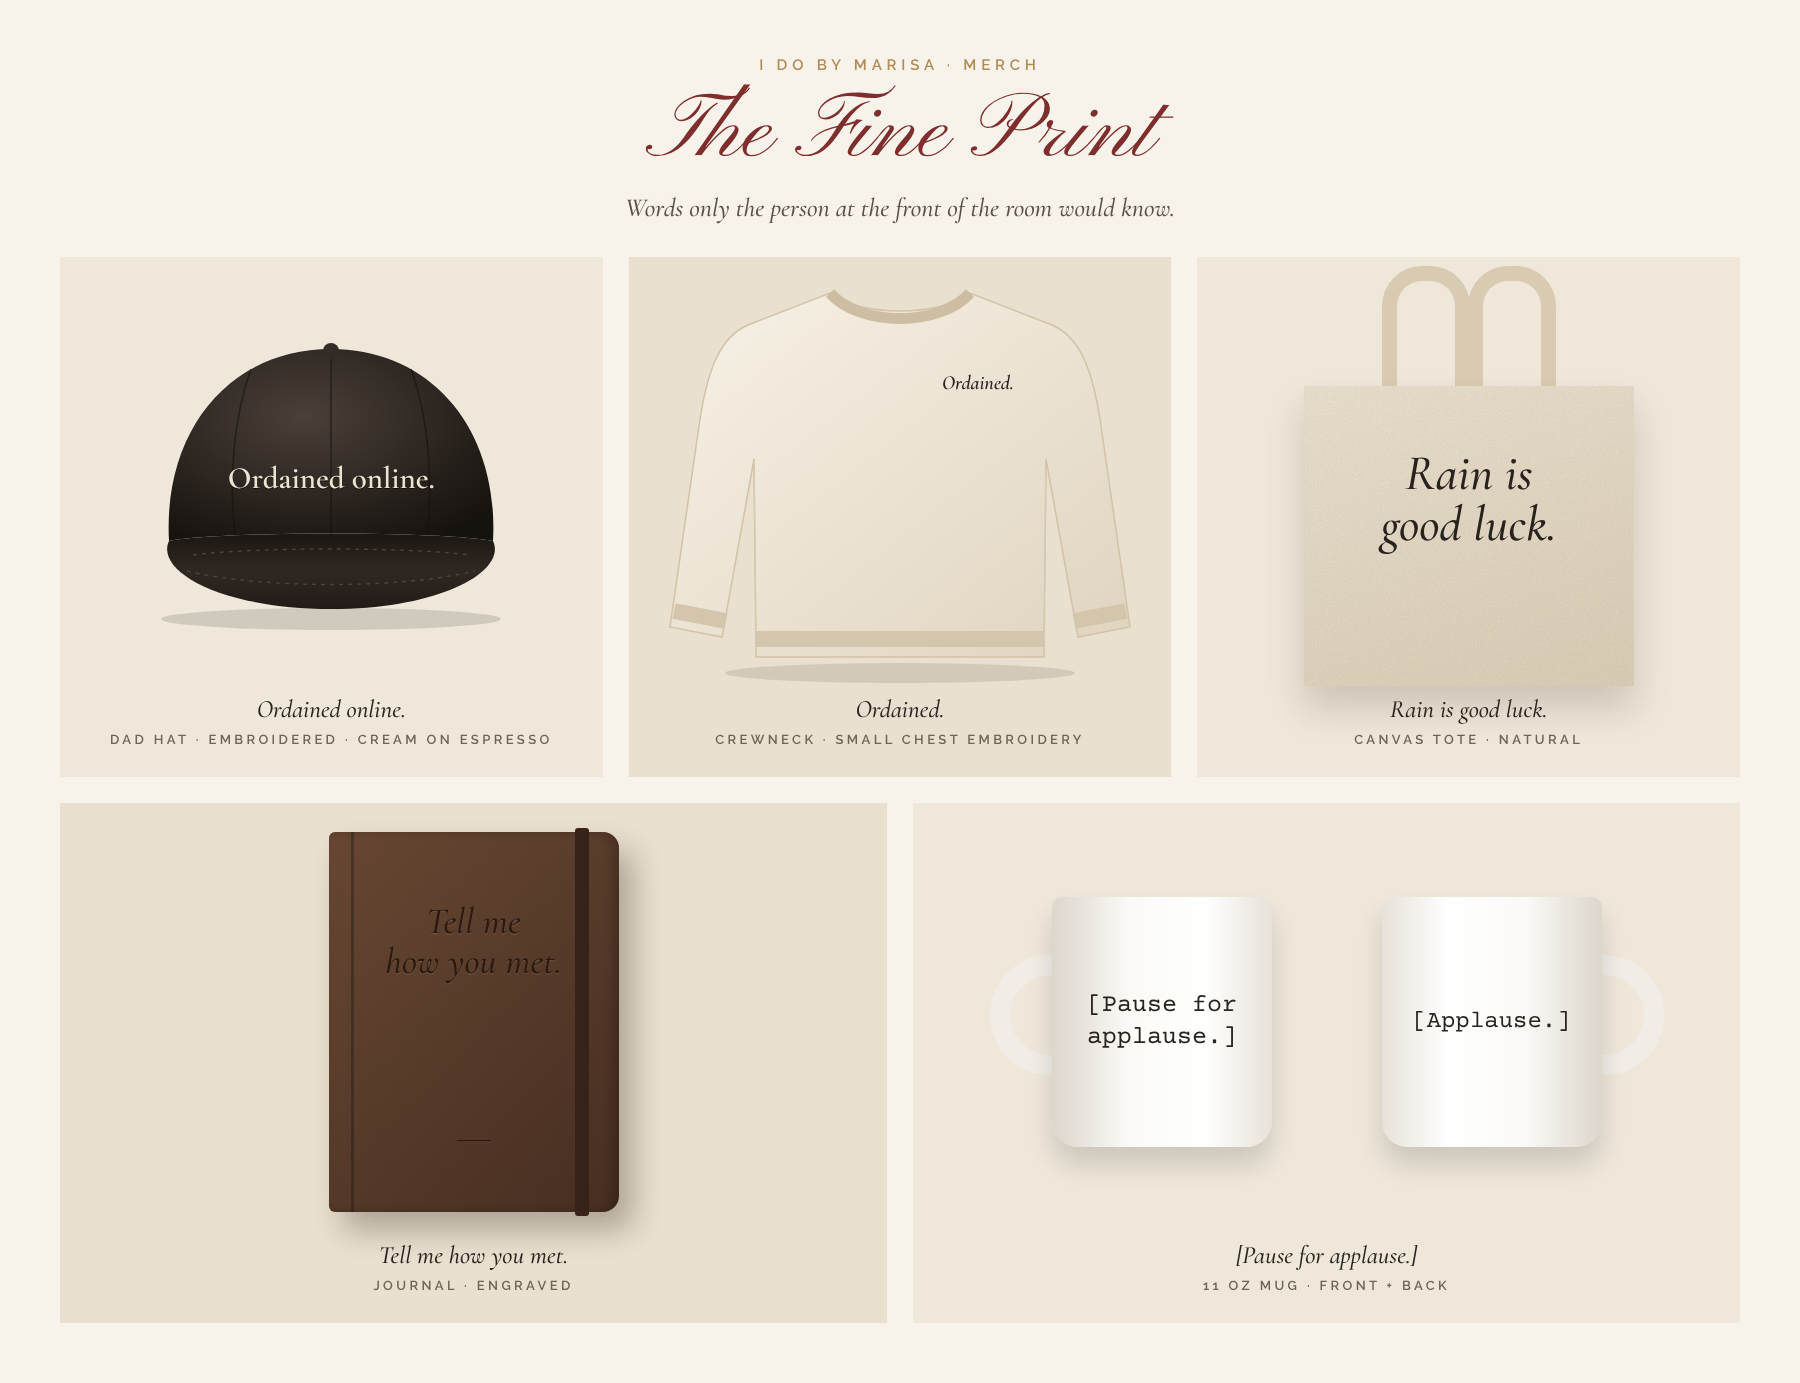 I DO BY MARISA · MERCH
The Fine Print
Words only the person at the front of the room would know.
Ordained online.
Ordained online.
DAD HAT · EMBROIDERED · CREAM ON ESPRESSO
Ordained.
Ordained.
CREWNECK · SMALL CHEST EMBROIDERY
Rain is
good luck.
Rain is good luck.
CANVAS TOTE · NATURAL
Tell me
how you met.
Tell me how you met.
JOURNAL · ENGRAVED
[Pause for
applause.]
[Applause.]
[Pause for applause.]
11 OZ MUG · FRONT + BACK